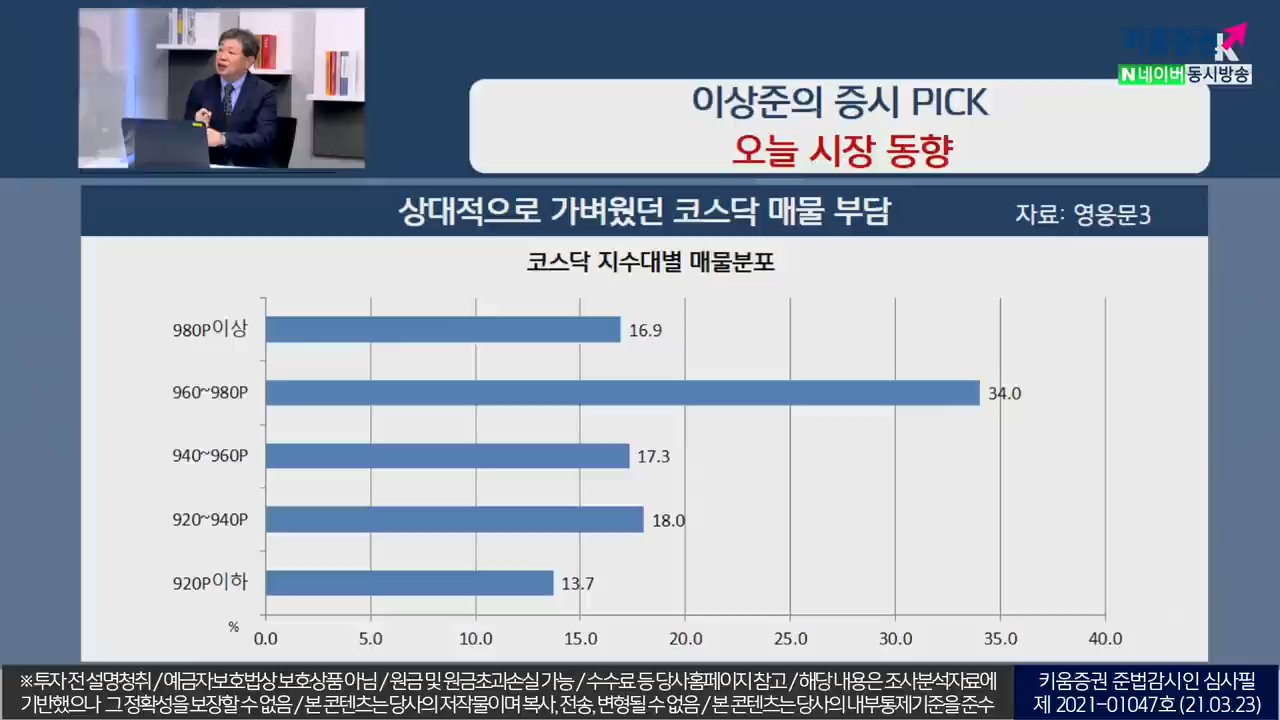 키움증권
N 네이버 동시방송
이상준의 증시 PICK
오늘 시장 동향
상대적으로 가벼웠던 코스닥 매물 부담
자료: 영웅문3
코스닥 지수대별 매물분포
980P이상 16.9
960~980P 34.0
940~960P 17.3
920~940P 18.0
920P이하 13.7
%
0.0 5.0 10.0 15.0 20.0 25.0 30.0 35.0 40.0
※ 투자 전 설명청취 / 예금자보호법상 보호상품 아님 / 원금 및 원금초과손실 가능 / 수수료 등 당사홈페이지 참고 / 해당 내용은 조사분석자료에
기반했으나 그 정확성을 보장할 수 없음 / 본 콘텐츠는 당사의 저작물이며 복사, 전송, 변형될 수 없음 / 본 콘텐츠는 당사의 내부통제기준을 준수
키움증권 준법감시인 심사필
제 2021-01047호 (21.03.23)